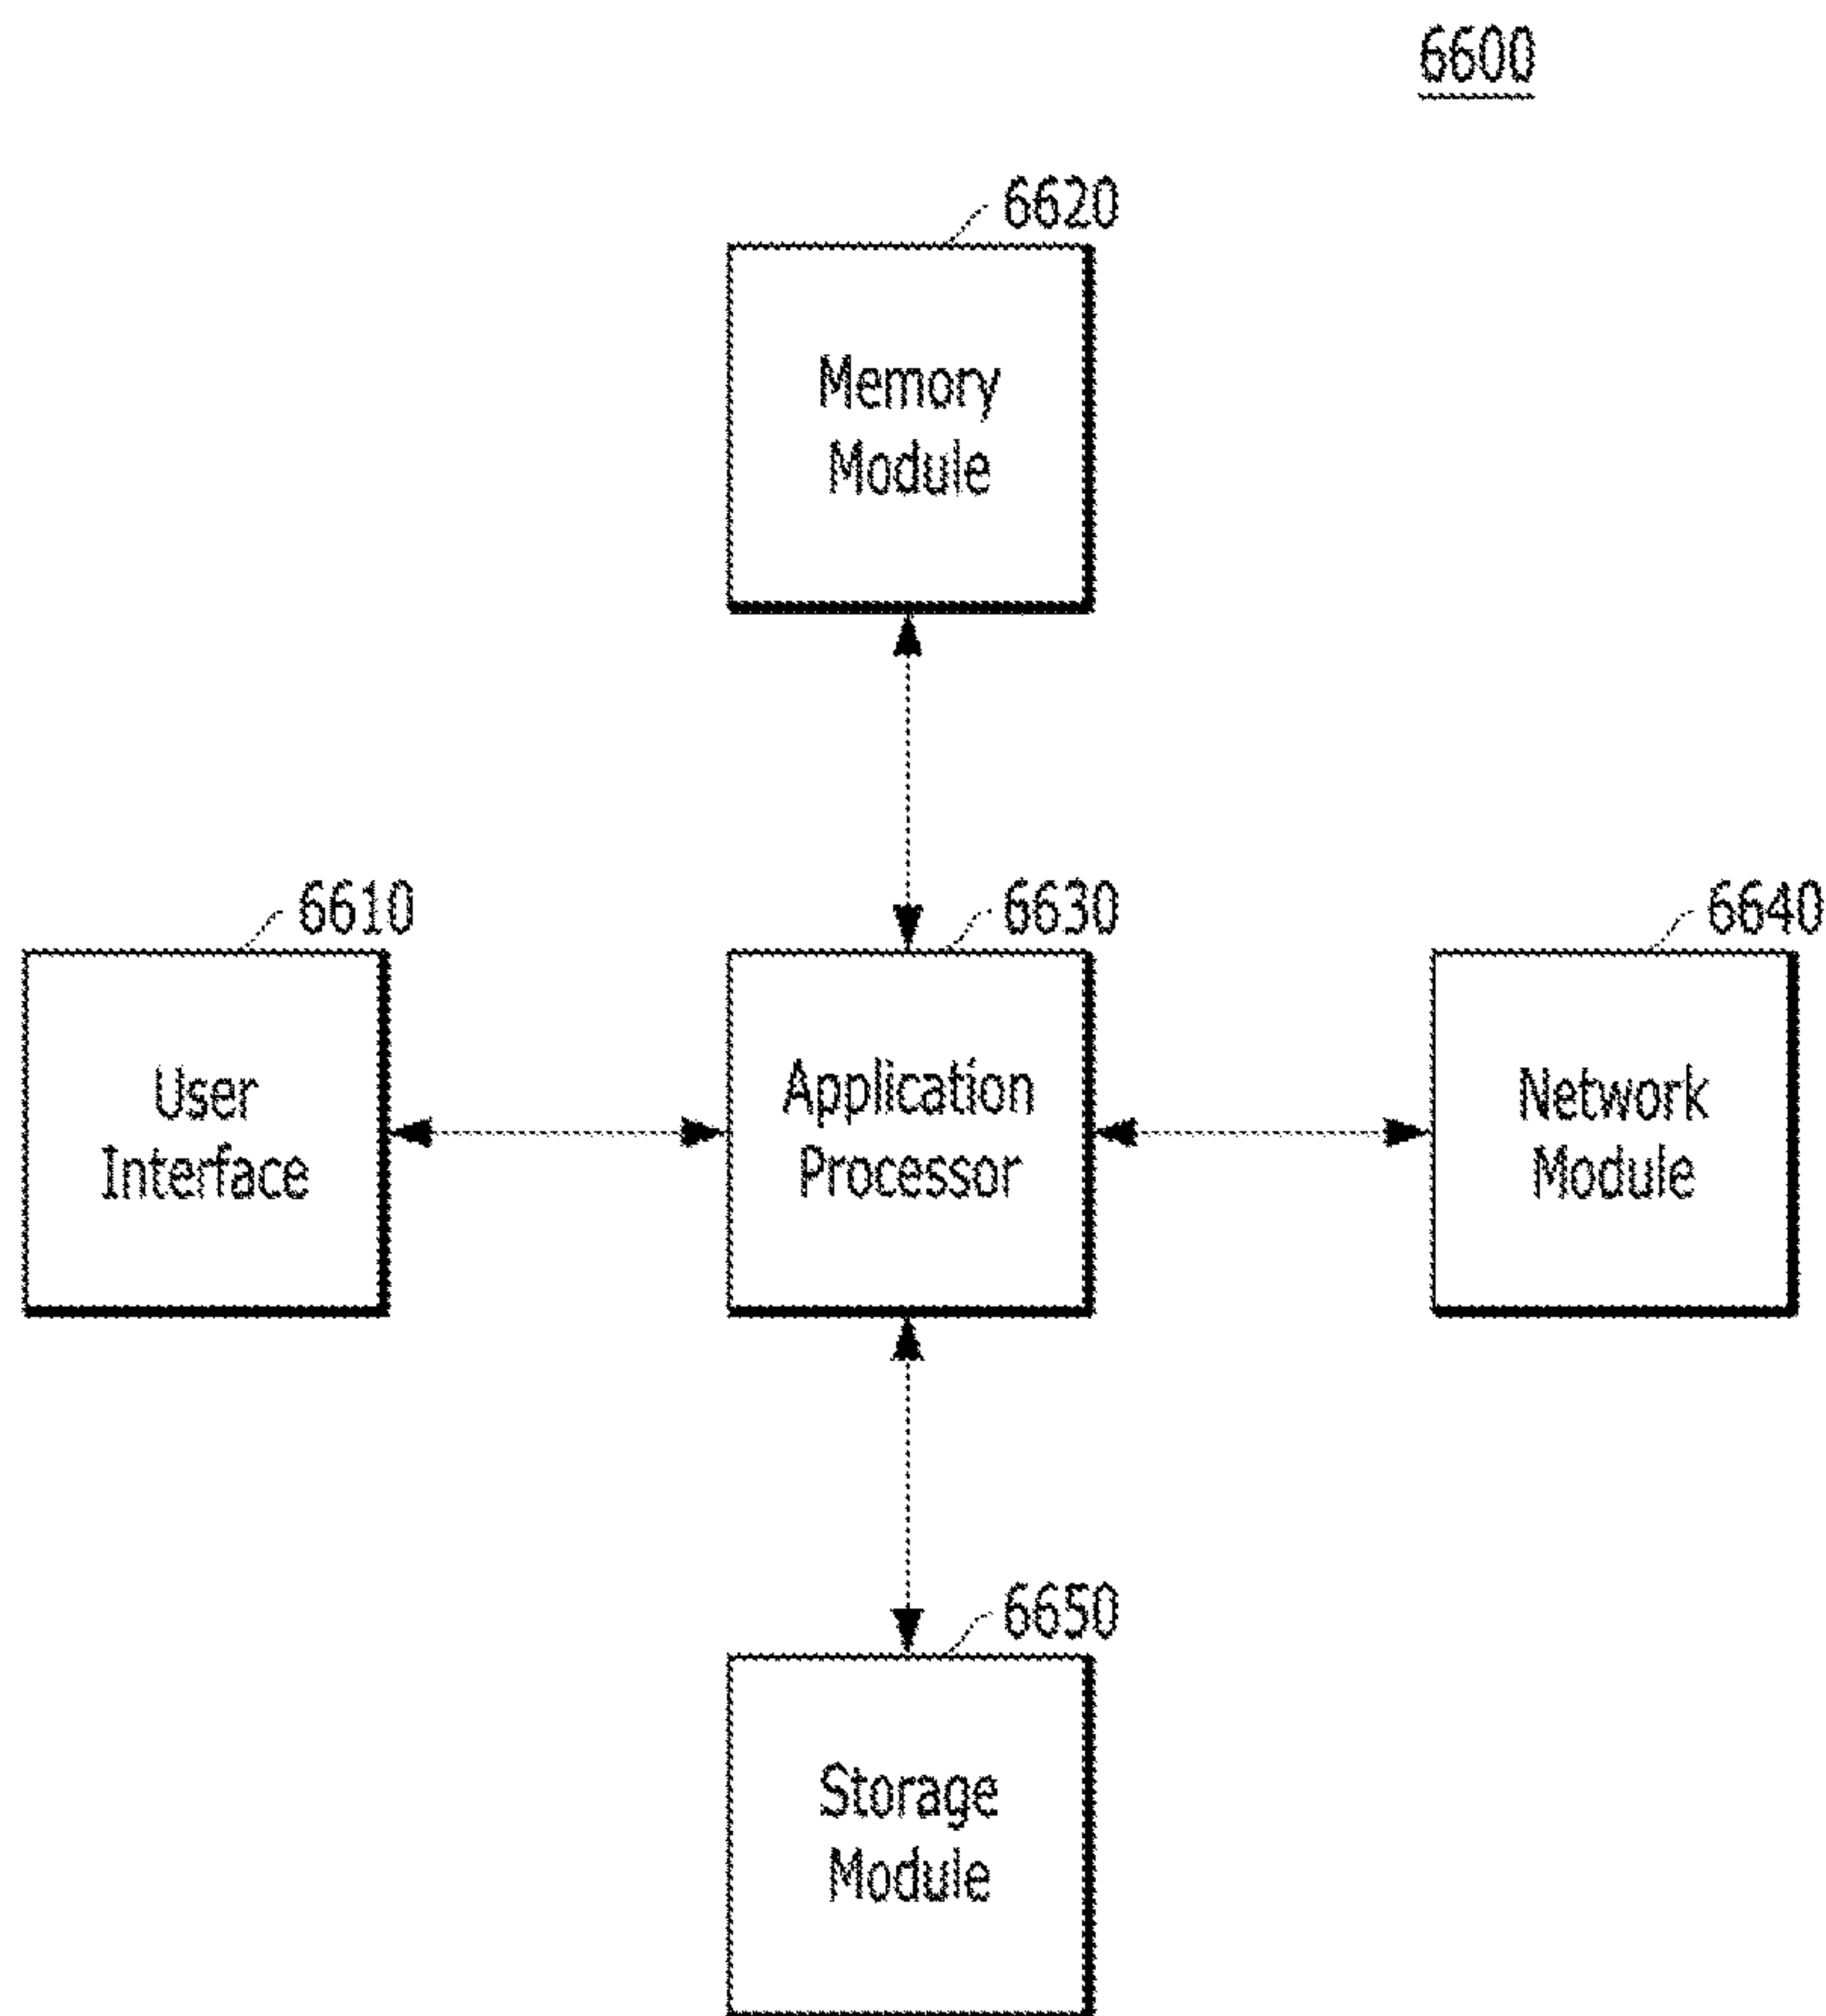 6600
6620
Memory
Module
6610
6630
6640
User
Interface
Application
Processor
Network
Module
6650
Storage
Module